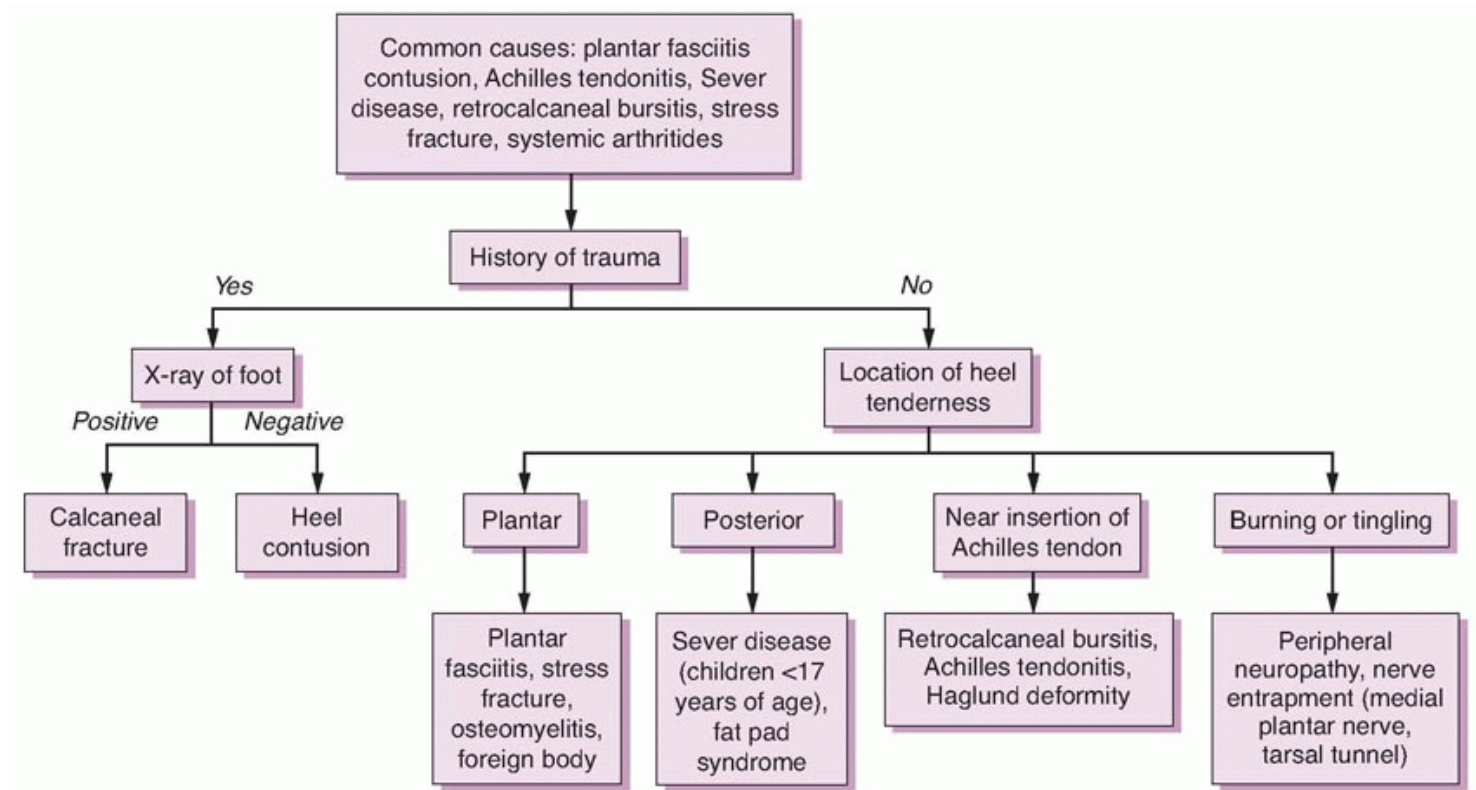 Common causes: plantar fasciitis
contusion, Achilles tendonitis, Sever
disease, retrocalcaneal bursitis, stress
fracture, systemic arthritides
History of trauma
Yes
No
X-ray of foot
Location of heel
tenderness
Positive
Negative
Calcaneal
fracture
Heel
contusion
Plantar
Posterior
Near insertion of
Achilles tendon
Burning or tingling
Plantar
fasciitis, stress
fracture,
osteomyelitis,
foreign body
Sever disease
(children <17
years of age),
fat pad
syndrome
Retrocalcaneal bursitis,
Achilles tendonitis,
Haglund deformity
Peripheral
neuropathy, nerve
entrapment (medial
plantar nerve,
tarsal tunnel)